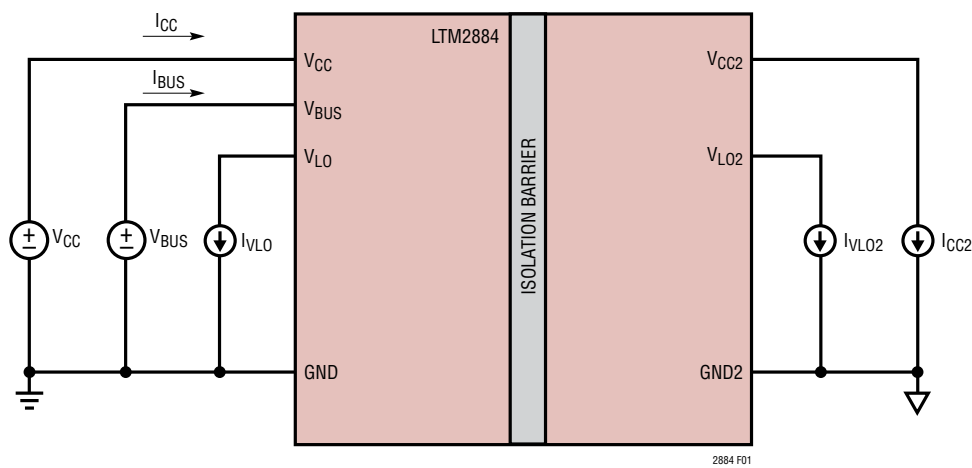 ICC
LTM2884
VCC
VCC2
IBUS
VBUS
VLO
VLO2
ISOLATION BARRIER
+
–
VCC
+
–
VBUS
IVLO
IVLO2
ICC2
GND
GND2
2884 F01